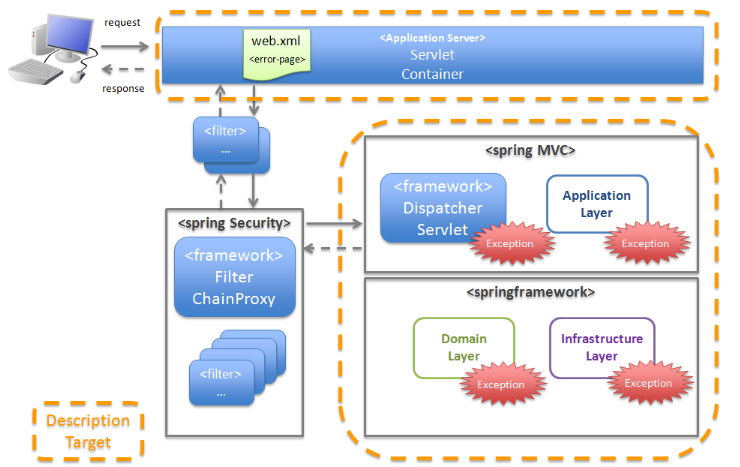 request
response
web.xml
<error-page>
<Application Server>
Servlet
Container
<filter>
...
<spring Security>
<framework>
Filter
ChainProxy
<filter>
...
<spring MVC>
<framework>
Dispatcher
Servlet
Exception
Application
Layer
Exception
<springframework>
Domain
Layer
Exception
Infrastructure
Layer
Exception
Description
Target